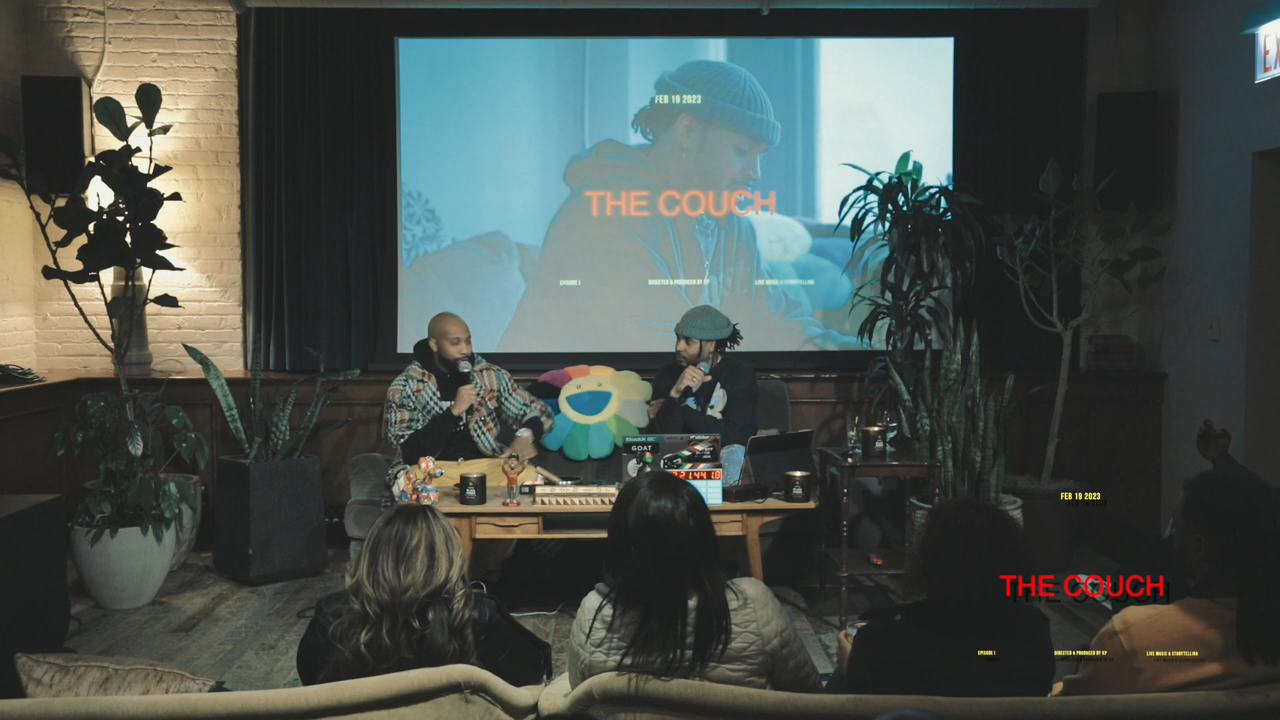 EX
FEB 19 2023
THE COUCH
EPISODE I
DIRECTED & PRODUCED BY KP
LIVE MUSIC & STORYTELLING
GOAT
FEB 19 2023
THE COUCH
EPISODE I
DIRECTED & PRODUCED BY KP
LIVE MUSIC & STORYTELLING